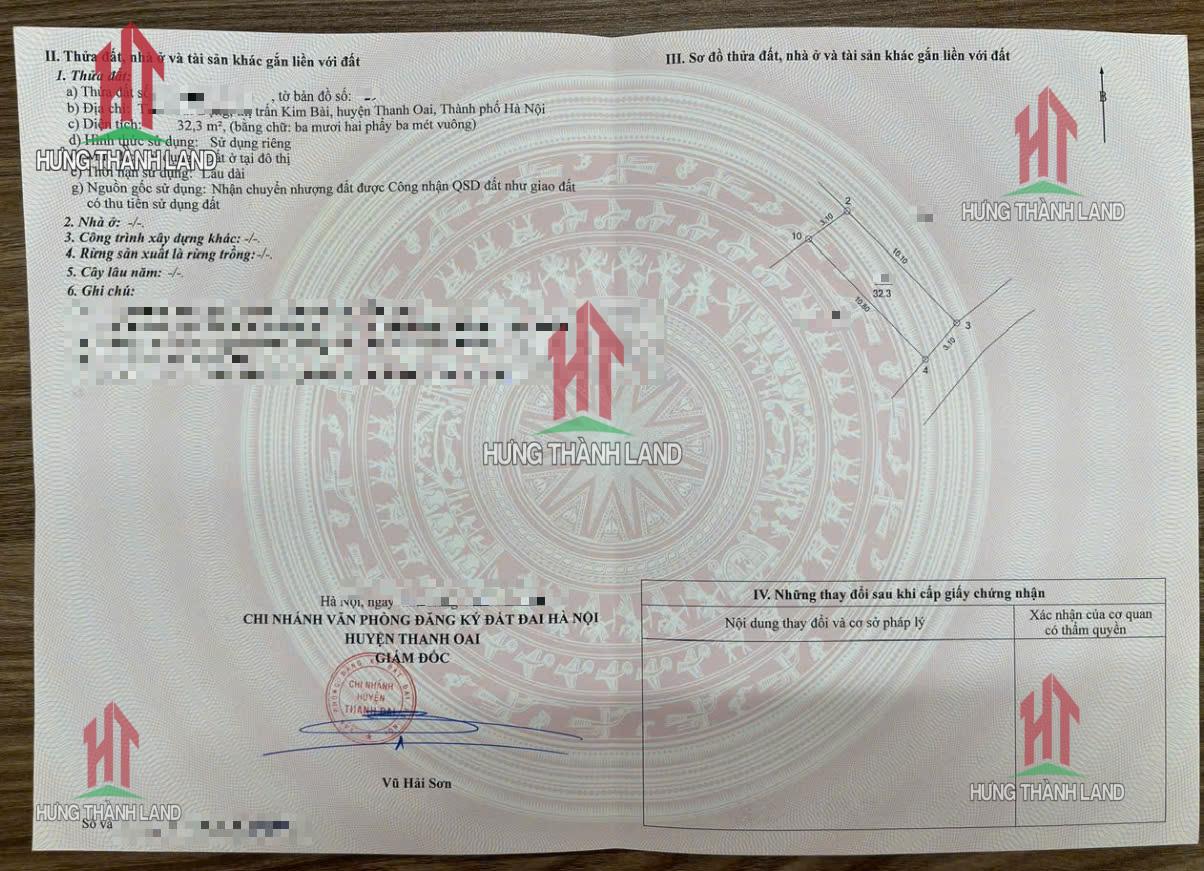 II. Thửa đất, nhà ở và tài sản khác gắn liền với đất
1. Thửa đất:
a) Thửa đất số , tờ bản đồ số:
b) Địa chỉ: trấn Kim Bài, huyện Thanh Oai, Thành phố Hà Nội
c) Diện tích: 32,3 m², (bằng chữ: ba mươi hai phẩy ba mét vuông)
d) Hình thức sử dụng: Sử dụng riêng
ở tại đô thị
e) Thời hạn sử dụng: Lâu dài
g) Nguồn gốc sử dụng: Nhận chuyển nhượng đất được Công nhận QSD đất như giao đất
có thu tiền sử dụng đất
2. Nhà ở: -/-.
3. Công trình xây dựng khác: -/-.
4. Rừng sản xuất là rừng trồng:-/-.
5. Cây lâu năm: -/-.
6. Ghi chú:
HƯNG THÀNH LAND
Hà Nội, ngày
CHI NHÁNH VĂN PHÒNG ĐĂNG KÝ ĐẤT ĐAI HÀ NỘI
HUYỆN THANH OAI
GIÁM ĐỐC
CHI NHÁNH
HUYỆN
THANH OAI
Vũ Hải Sơn
HƯNG THÀNH LAND
Số và
III. Sơ đồ thửa đất, nhà ở và tài sản khác gắn liền với đất
B
HƯNG THÀNH LAND
2
3.10
10
10.10
32.3
10.80
3
3.10
4
HƯNG THÀNH LAND
IV. Những thay đổi sau khi cấp giấy chứng nhận
Nội dung thay đổi và cơ sở pháp lý
Xác nhận của cơ quan
có thẩm quyền
HƯNG THÀNH LAND